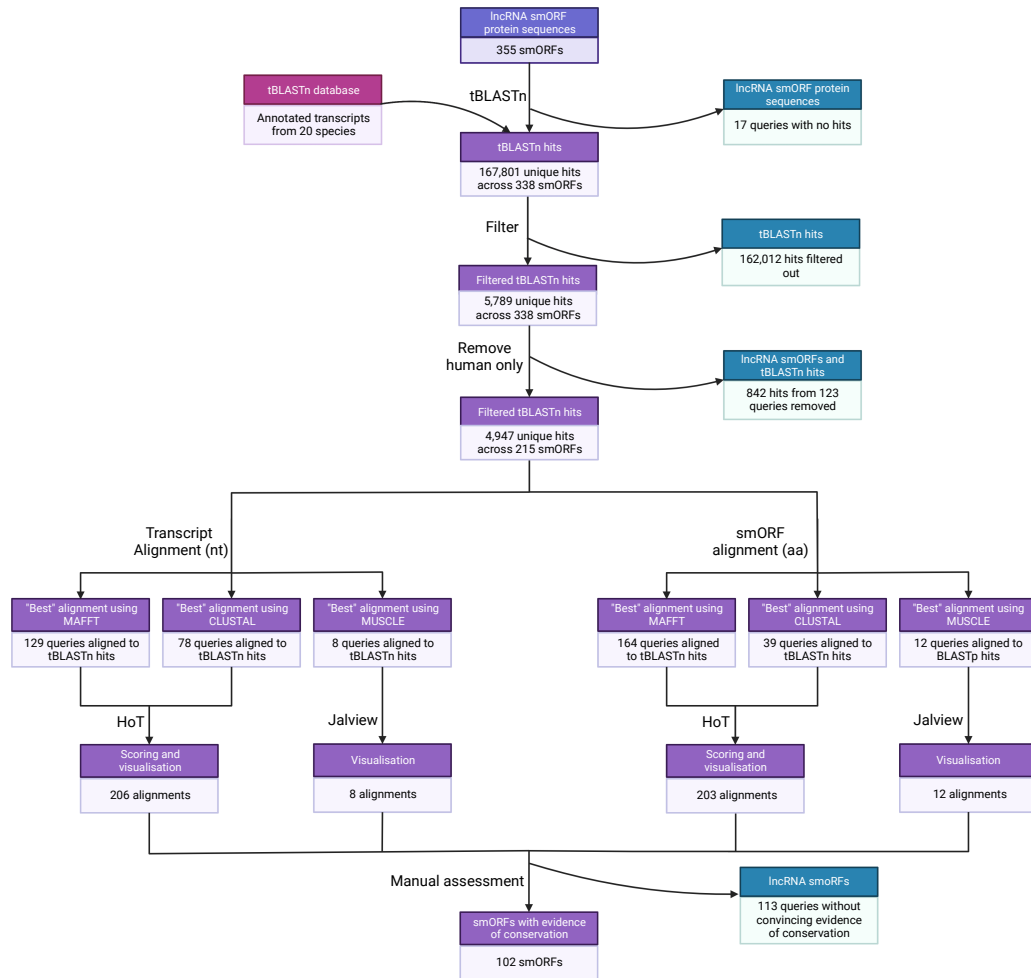 lncRNA smORF
protein sequences
355 smORFs
tBLASTn
tBLASTn database
Annotated transcripts
from 20 species
lncRNA smORF protein
sequences
17 queries with no hits
tBLASTn hits
167,801 unique hits
across 338 smORFs
Filter
tBLASTn hits
162,012 hits filtered
out
Filtered tBLASTn hits
5,789 unique hits
across 338 smORFs
Remove
human only
lncRNA smORFs and
tBLASTn hits
842 hits from 123
queries removed
Filtered tBLASTn hits
4,947 unique hits
across 215 smORFs
Transcript
Alignment (nt)
smORF
alignment (aa)
"Best" alignment using
MAFFT
129 queries aligned to
tBLASTn hits
"Best" alignment using
CLUSTAL
78 queries aligned to
tBLASTn hits
"Best" alignment using
MUSCLE
8 queries aligned to
tBLASTn hits
"Best" alignment using
MAFFT
164 queries aligned
to tBLASTn hits
"Best" alignment using
CLUSTAL
39 queries aligned to
tBLASTn hits
"Best" alignment using
MUSCLE
12 queries aligned to
BLASTp hits
HoT
Jalview
HoT
Jalview
Scoring and
visualisation
206 alignments
Visualisation
8 alignments
Scoring and
visualisation
203 alignments
Visualisation
12 alignments
Manual assessment
lncRNA smoRFs
113 queries without
convincing evidence
of conservation
smORFs with evidence
of conservation
102 smORFs